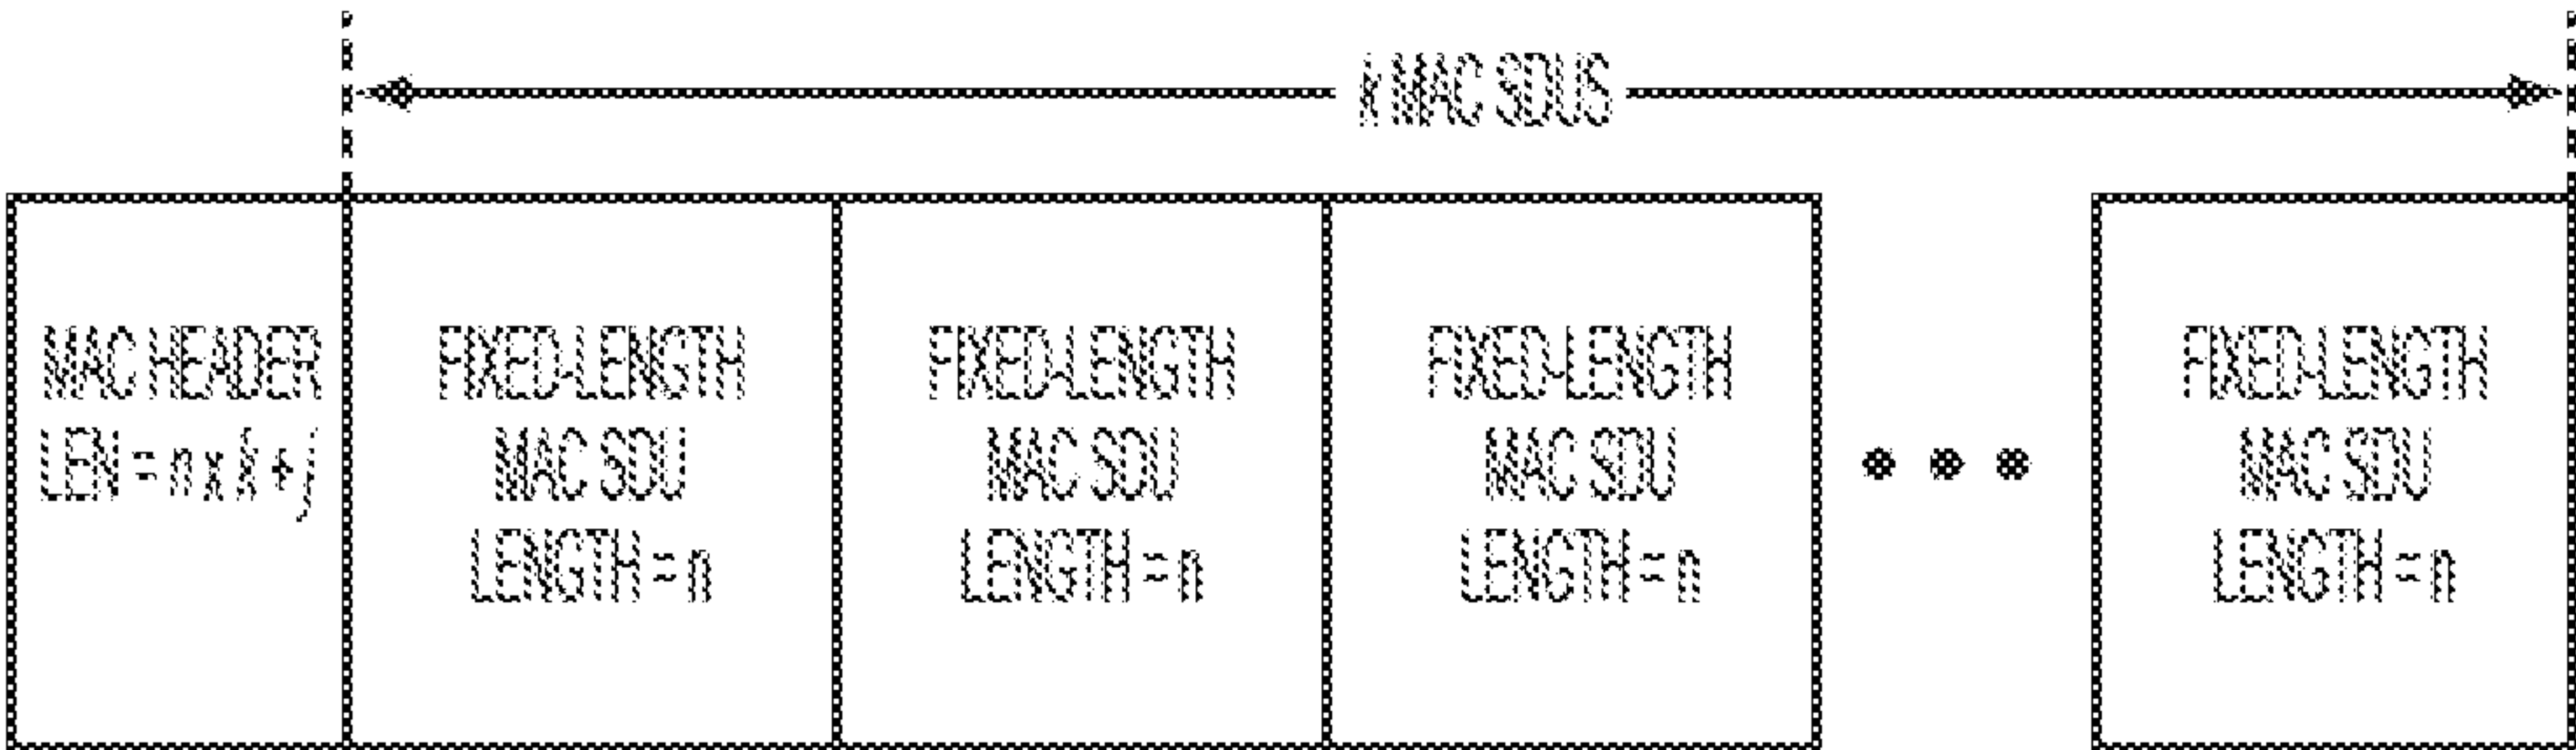 k MAC SDUS
MAC HEADER
LEN = n x k + j
FIXED-LENGTH
MAC SDU
LENGTH = n
FIXED-LENGTH
MAC SDU
LENGTH = n
FIXED-LENGTH
MAC SDU
LENGTH = n
FIXED-LENGTH
MAC SDU
LENGTH = n